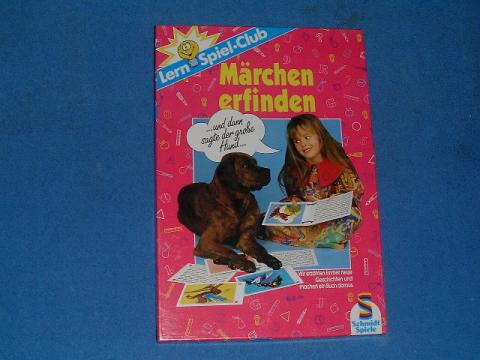 Lern Spiel-Club
Märchen
erfinden
...und dann
sagte der große
Hund...
Wir erzählen immer neue
Geschichten und
machen ein Buch daraus
S
Schmidt
Spiele